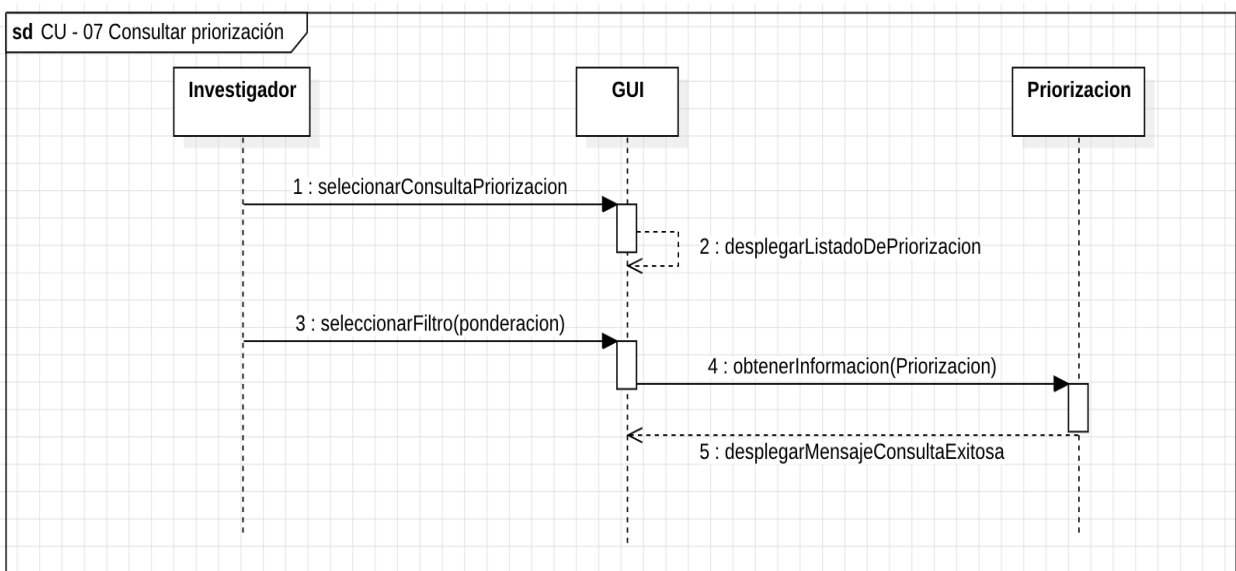 sd CU - 07 Consultar priorización
Investigador
GUI
Priorizacion
1 : selecionarConsultaPriorizacion
2 : desplegarListadoDePriorizacion
3 : seleccionarFiltro(ponderacion)
4 : obtenerInformacion(Priorizacion)
5 : desplegarMensajeConsultaExitosa